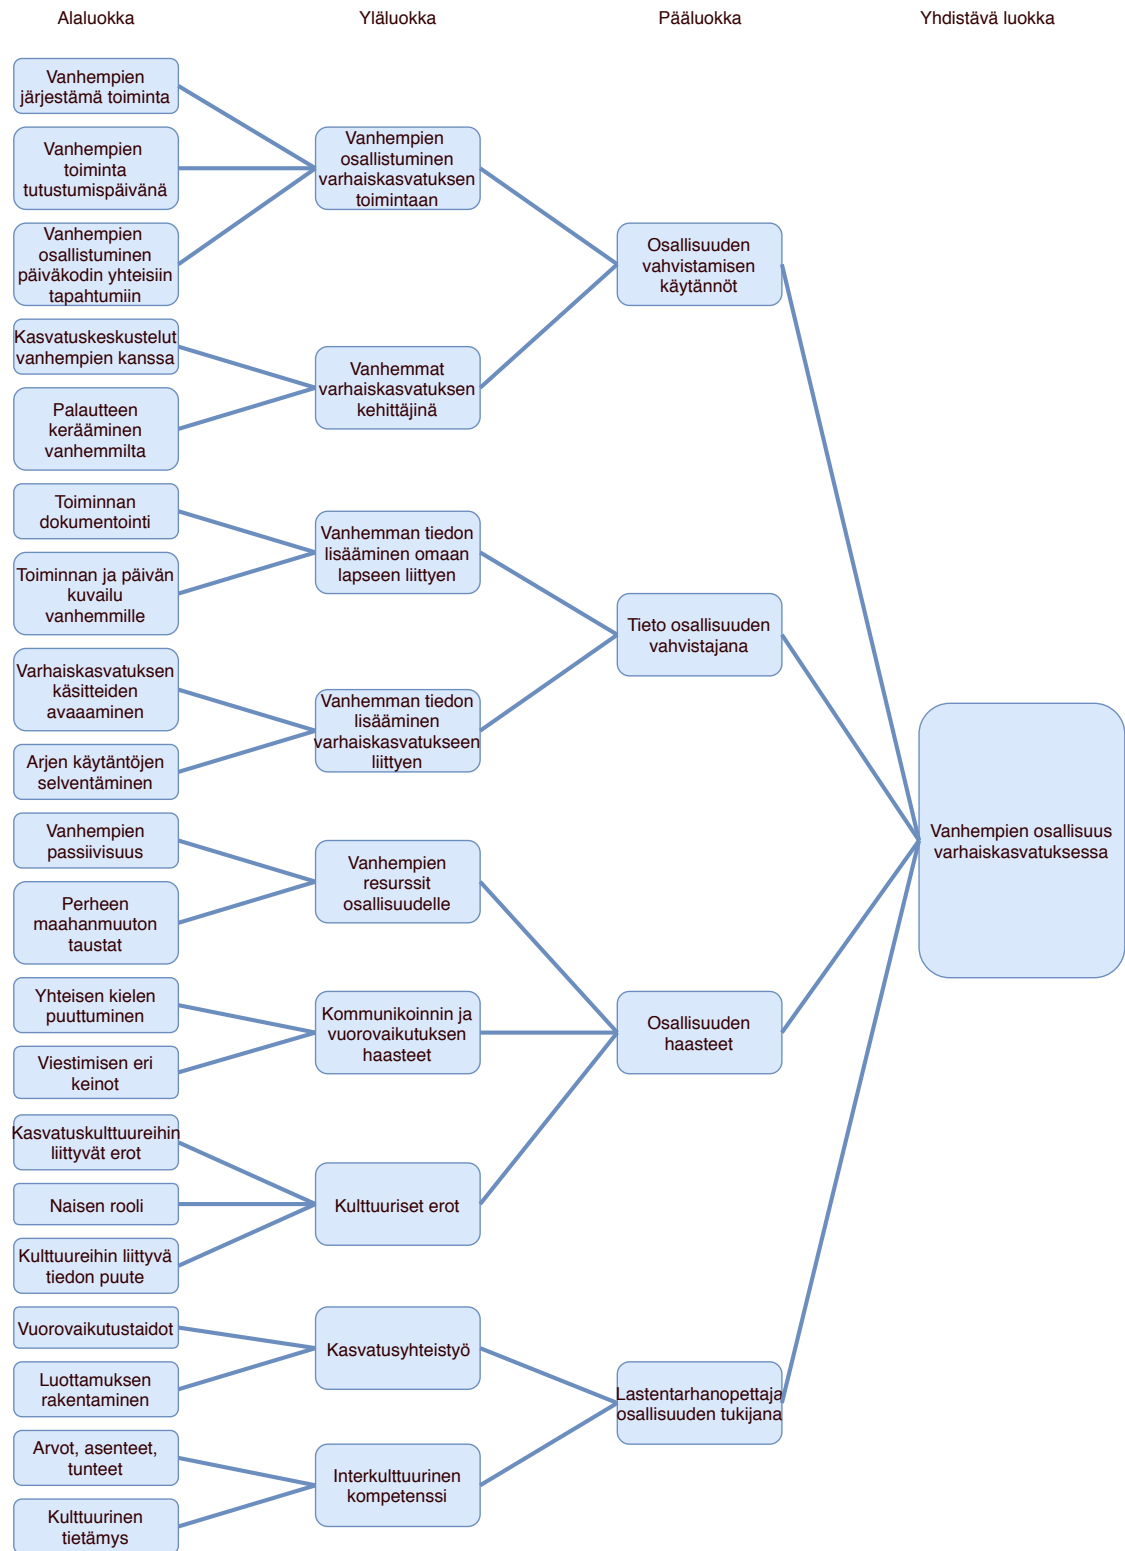 Alaluokka
Yläluokka
Pääluokka
Yhdistävä luokka
Vanhempien
järjestämä toiminta
Vanhempien
toiminta
tutustumispäivänä
Vanhempien
osallistuminen
päiväkodin yhteisiin
tapahtumiin
Kasvatuskeskustelut
vanhempien kanssa
Palautteen
kerääminen
vanhemmilta
Toiminnan
dokumentointi
Toiminnan ja päivän
kuvailu
vanhemmille
Varhaiskasvatuksen
käsitteiden
avaaaminen
Arjen käytäntöjen
selventäminen
Vanhempien
passiivisuus
Perheen
maahanmuuton
taustat
Yhteisen kielen
puuttuminen
Viestimisen eri
keinot
Kasvatuskulttuureihin
liittyvät erot
Naisen rooli
Kulttuureihin liittyvä
tiedon puute
Vuorovaikutustaidot
Luottamuksen
rakentaminen
Arvot, asenteet,
tunteet
Kulttuurinen
tietämys
Vanhempien
osallistuminen
varhaiskasvatuksen
toimintaan
Vanhemmat
varhaiskasvatuksen
kehittäjinä
Vanhemman tiedon
lisääminen omaan
lapseen liittyen
Vanhemman tiedon
lisääminen
varhaiskasvatukseen
liittyen
Vanhempien
resurssit
osallisuudelle
Kommunikoinnin ja
vuorovaikutuksen
haasteet
Kulttuuriset erot
Kasvatusyhteistyö
Interkulttuurinen
kompetenssi
Osallisuuden
vahvistamisen
käytännöt
Tieto osallisuuden
vahvistajana
Osallisuuden
haasteet
Lastentarhanopettaja
osallisuuden tukijana
Vanhempien osallisuus
varhaiskasvatuksessa